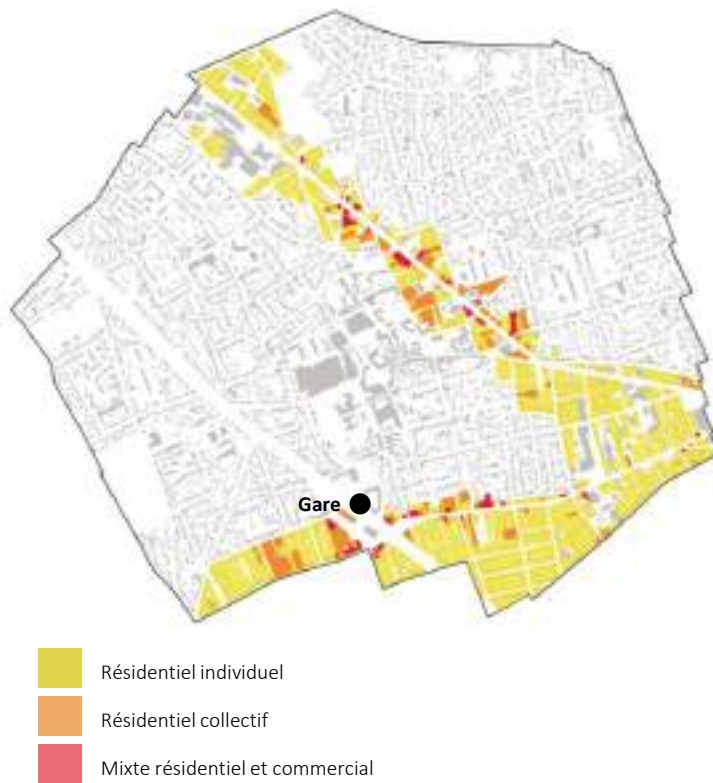 Gare
Résidentiel individuel
Résidentiel collectif
Mixte résidentiel et commercial